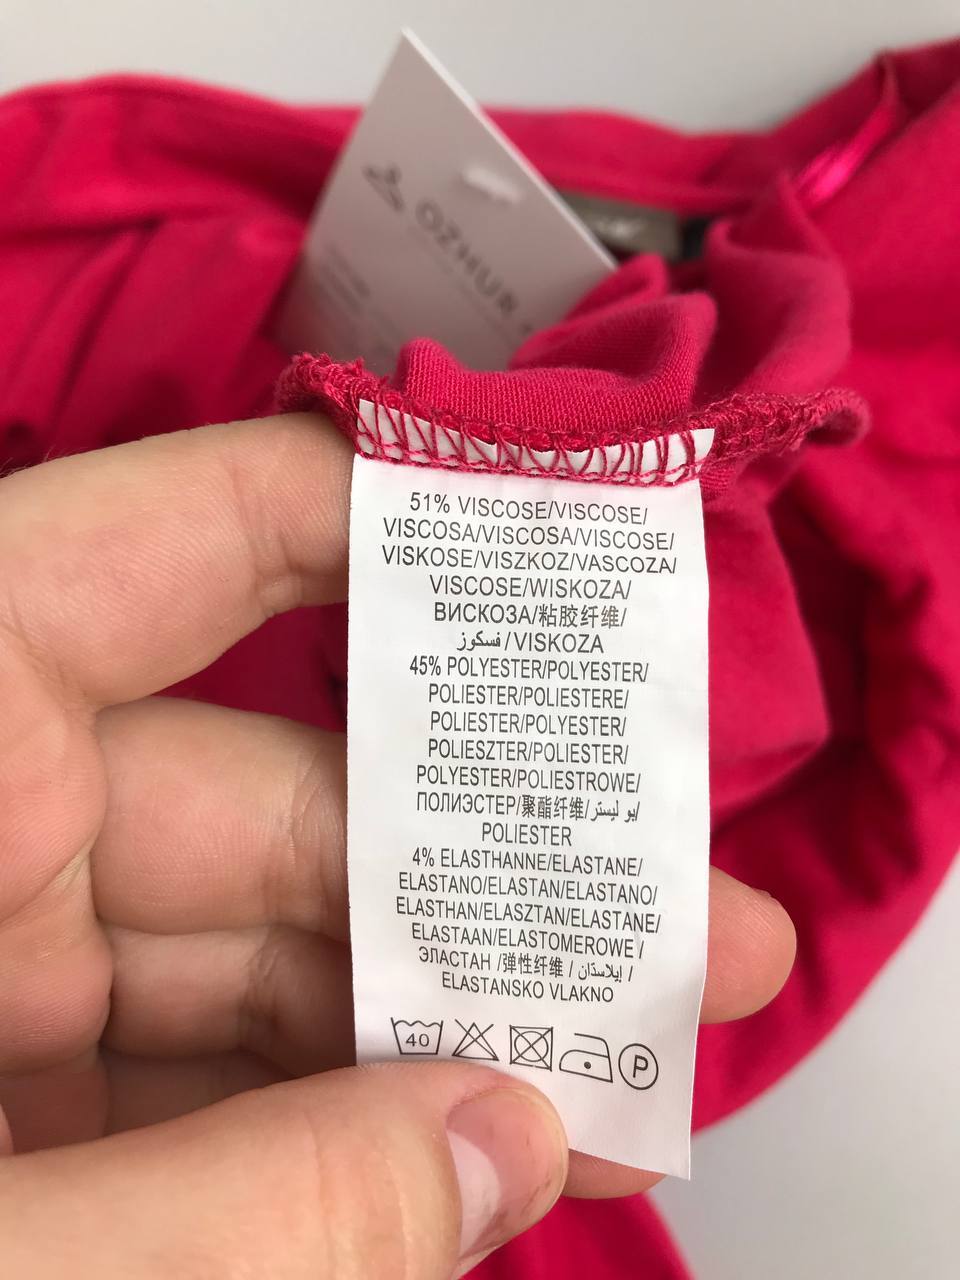 OZHUR
51% VISCOSE/VISCOSE/
VISCOSA/VISCOSA/VISCOSE/
VISKOSE/VISZKOZ/VASCOZA/
VISCOSE/WISKOZA/
ВИСКОЗА/粘胶纤维/
فسكوز/VISKOZA
45% POLYESTER/POLYESTER/
POLIESTER/POLIESTERE/
POLIESTER/POLYESTER/
POLIESZTER/POLIESTER/
POLYESTER/POLIESTROWE/
ПОЛИЭСТЕР/聚酯纤维/بو ليستر/
POLIESTER
4% ELASTHANNE/ELASTANE/
ELASTANO/ELASTAN/ELASTANO/
ELASTHAN/ELASZTAN/ELASTANE/
ELASTAAN/ELASTOMEROWE /
ЭЛАСТАН /弹性纤维 / إيلاستان /
ELASTANSKO VLAKNO
40 P